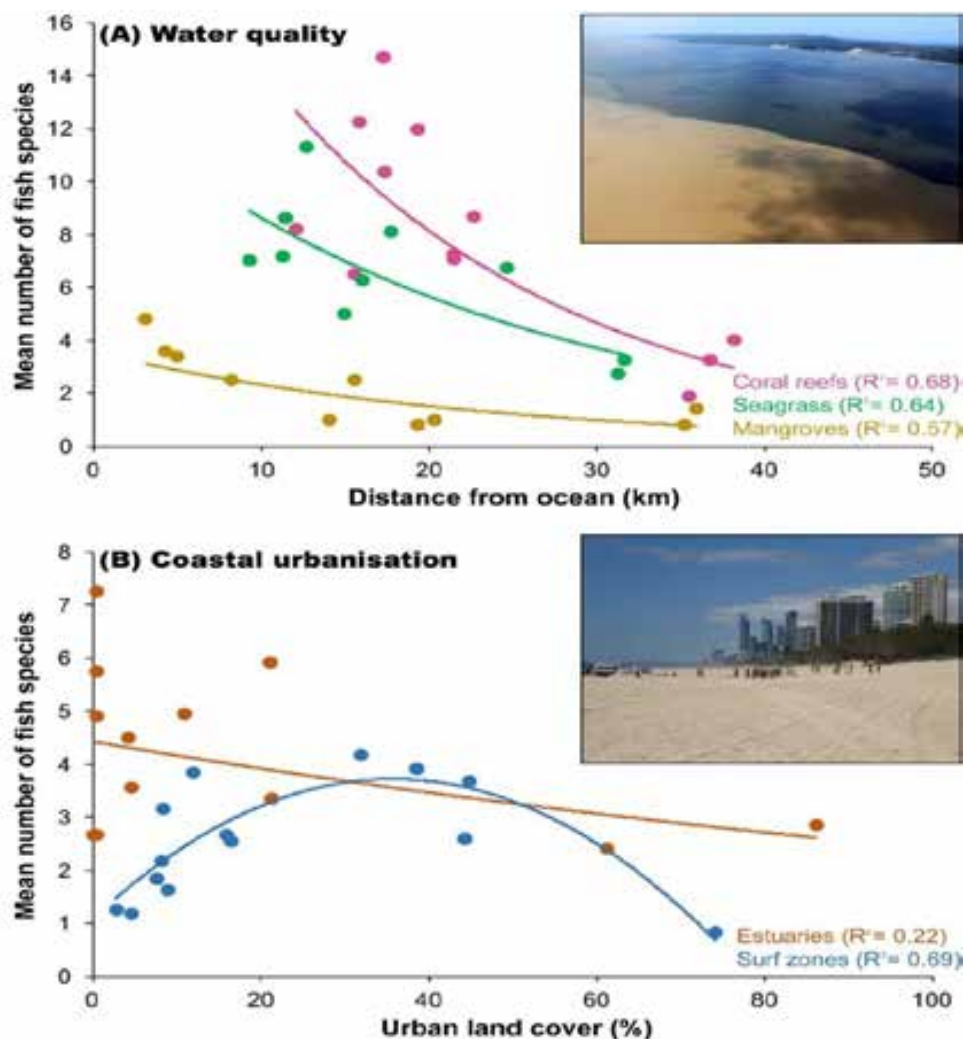 (A) Water quality
16
14
12
10
8
6
4
2
0
Mean number of fish species
Coral reefs (R² = 0.68)
Seagrass (R² = 0.64)
Mangroves (R² = 0.57)
0 10 20 30 40 50
Distance from ocean (km)
(B) Coastal urbanisation
8
7
6
5
4
3
2
1
0
Mean number of fish species
Estuaries (R² = 0.22)
Surf zones (R² = 0.69)
0 20 40 60 80 100
Urban land cover (%)